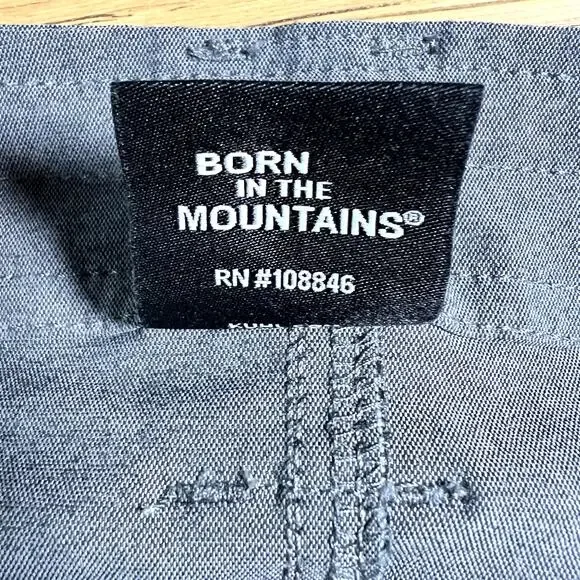 BORN
IN THE
MOUNTAINS®
RN #108846